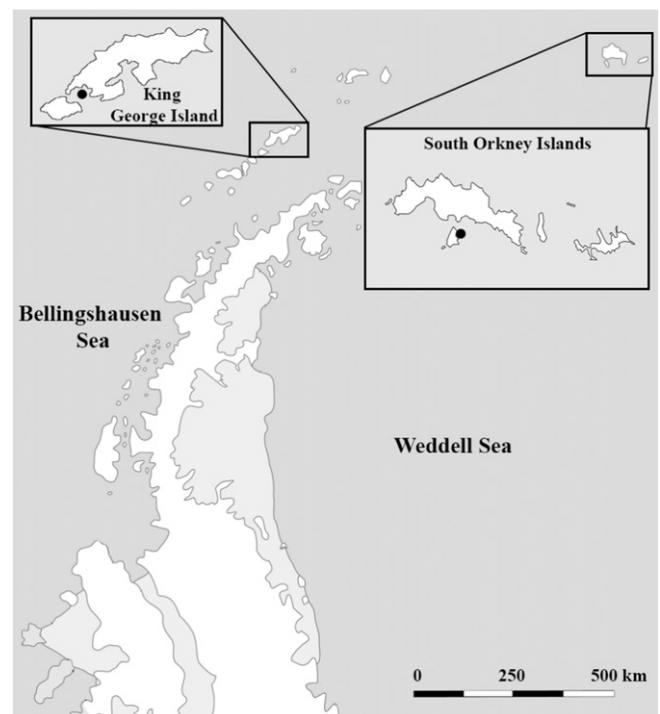 King
George Island
South Orkney Islands
Bellingshausen
Sea
Weddell Sea
0 250 500 km